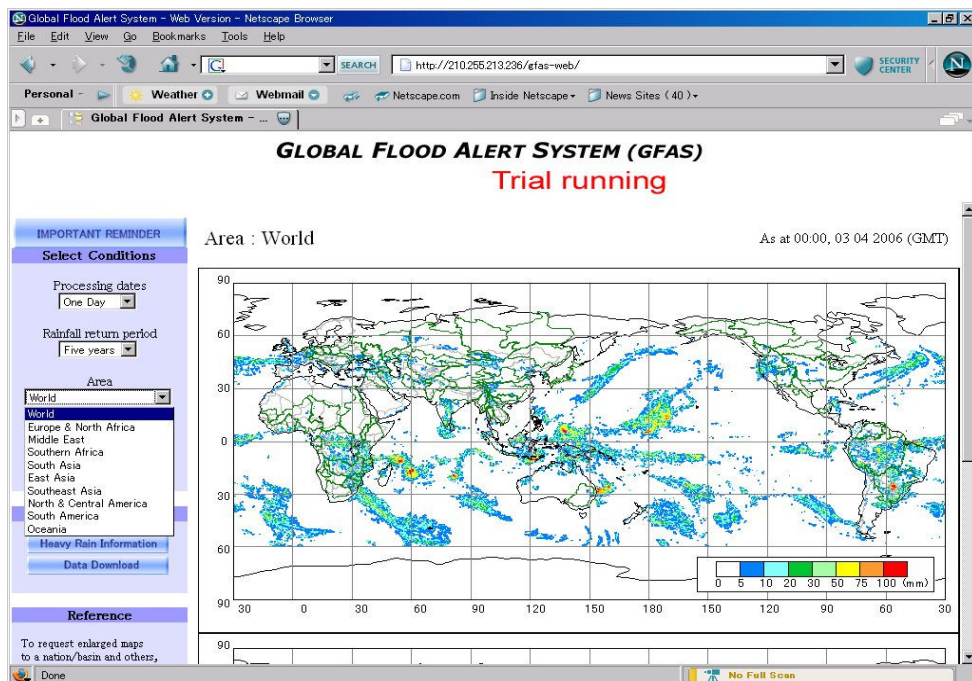 Global Flood Alert System - Web Version - Netscape Browser
File Edit View Go Bookmarks Tools Help
SEARCH http://210.255.213.236/gfas-web/ SECURITY CENTER
Personal Weather Webmail Netscape.com Inside Netscape News Sites (40)
Global Flood Alert System - ...
GLOBAL FLOOD ALERT SYSTEM (GFAS)
Trial running
IMPORTANT REMINDER
Select Conditions
Processing dates
One Day
Rainfall return period
Five years
Area
World
World
Europe & North Africa
Middle East
Southern Africa
South Asia
East Asia
Southeast Asia
North & Central America
South America
Oceania
Heavy Rain Information
Data Download
Reference
To request enlarged maps
to a nation/basin and others,
Area : World As at 00:00, 03 04 2006 (GMT)
90
60
30
0
30
60
90
0 5 10 20 30 50 75 100 (mm)
30 0 30 60 90 120 150 180 150 120 90 60 30
90
Done No Full Scan